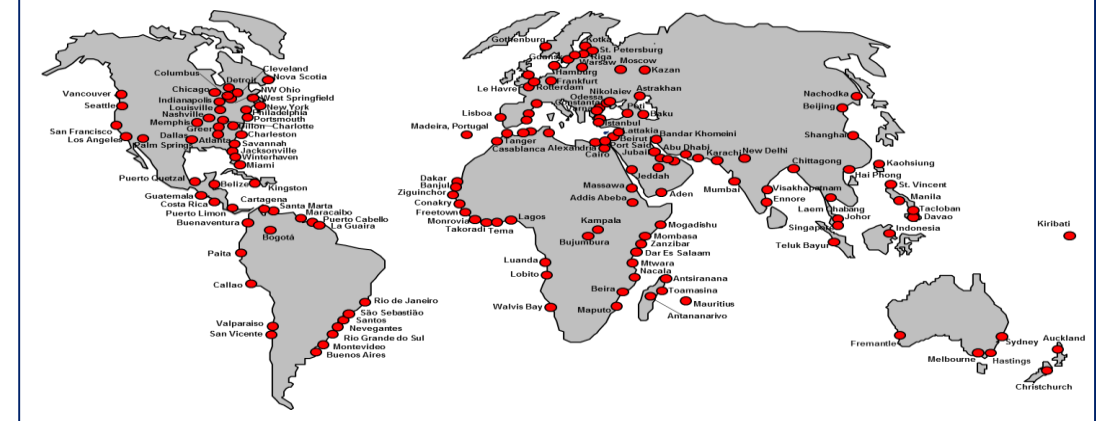 Vancouver
Seattle
San Francisco
Los Angeles
Palm Springs
Columbus
Chicago
Indianapolis
Louisville
Nashville
Memphis
Greer
Dallas
Atlanta
Detroit
Cleveland
Nova Scotia
NW Ohio
West Springfield
New York
Philadelphia
Portsmouth
Dillon-Charlotte
Charleston
Savannah
Jacksonville
Winterhaven
Miami
Puerto Quetzal
Belize
Kingston
Guatemala
Costa Rica
Puerto Limon
Cartagena
Santa Marta
Maracaibo
Puerto Cabello
La Guaira
Buenaventura
Bogotá
Paita
Callao
Valparaiso
San Vicente
Rio de Janeiro
São Sebastião
Santos
Nevegantes
Rio Grande do Sul
Montevideo
Buenos Aires
Gothenburg
Kotka
St. Petersburg
Gdansk
Riga
Warsaw
Moscow
Kazan
Hamburg
Frankfurt
Rotterdam
Le Havre
Nikolaiev
Astrakhan
Odessa
Constanta
Poti
Baku
Istanbul
Lisboa
Madeira, Portugal
Tanger
Casablanca
Alexandria
Cairo
Lattakia
Beirut
Port Said
Bandar Khomeini
Jubail
Abu Dhabi
Jeddah
Karachi
New Delhi
Mumbai
Chittagong
Visakhapatnam
Ennore
Aden
Massawa
Addis Abeba
Dakar
Banjul
Ziguinchor
Conakry
Freetown
Monrovia
Takoradi
Tema
Lagos
Kampala
Bujumbura
Mogadishu
Mombasa
Zanzibar
Dar Es Salaam
Mtwara
Nacala
Luanda
Lobito
Walvis Bay
Beira
Maputo
Antsiranana
Toamasina
Mauritius
Antananarivo
Nachodka
Beijing
Shanghai
Kaohsiung
Hai Phong
St. Vincent
Manila
Tacloban
Davao
Laem Chabang
Johor
Singapore
Teluk Bayur
Indonesia
Kiribati
Fremantle
Melbourne
Sydney
Hastings
Auckland
Christchurch